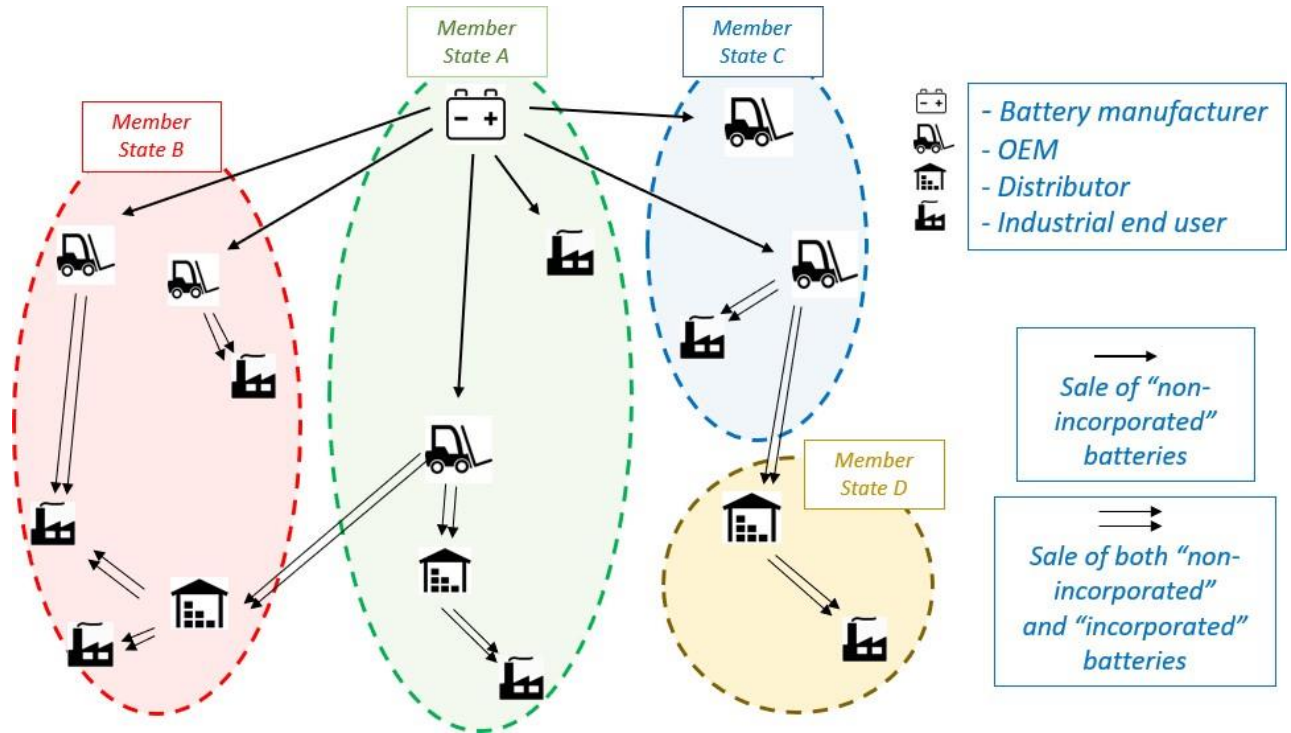 Member
State A
Member
State C
Member
State B
- Battery manufacturer
- OEM
- Distributor
- Industrial end user
Sale of “non-
incorporated”
batteries
Member
State D
Sale of both “non-
incorporated”
and “incorporated”
batteries